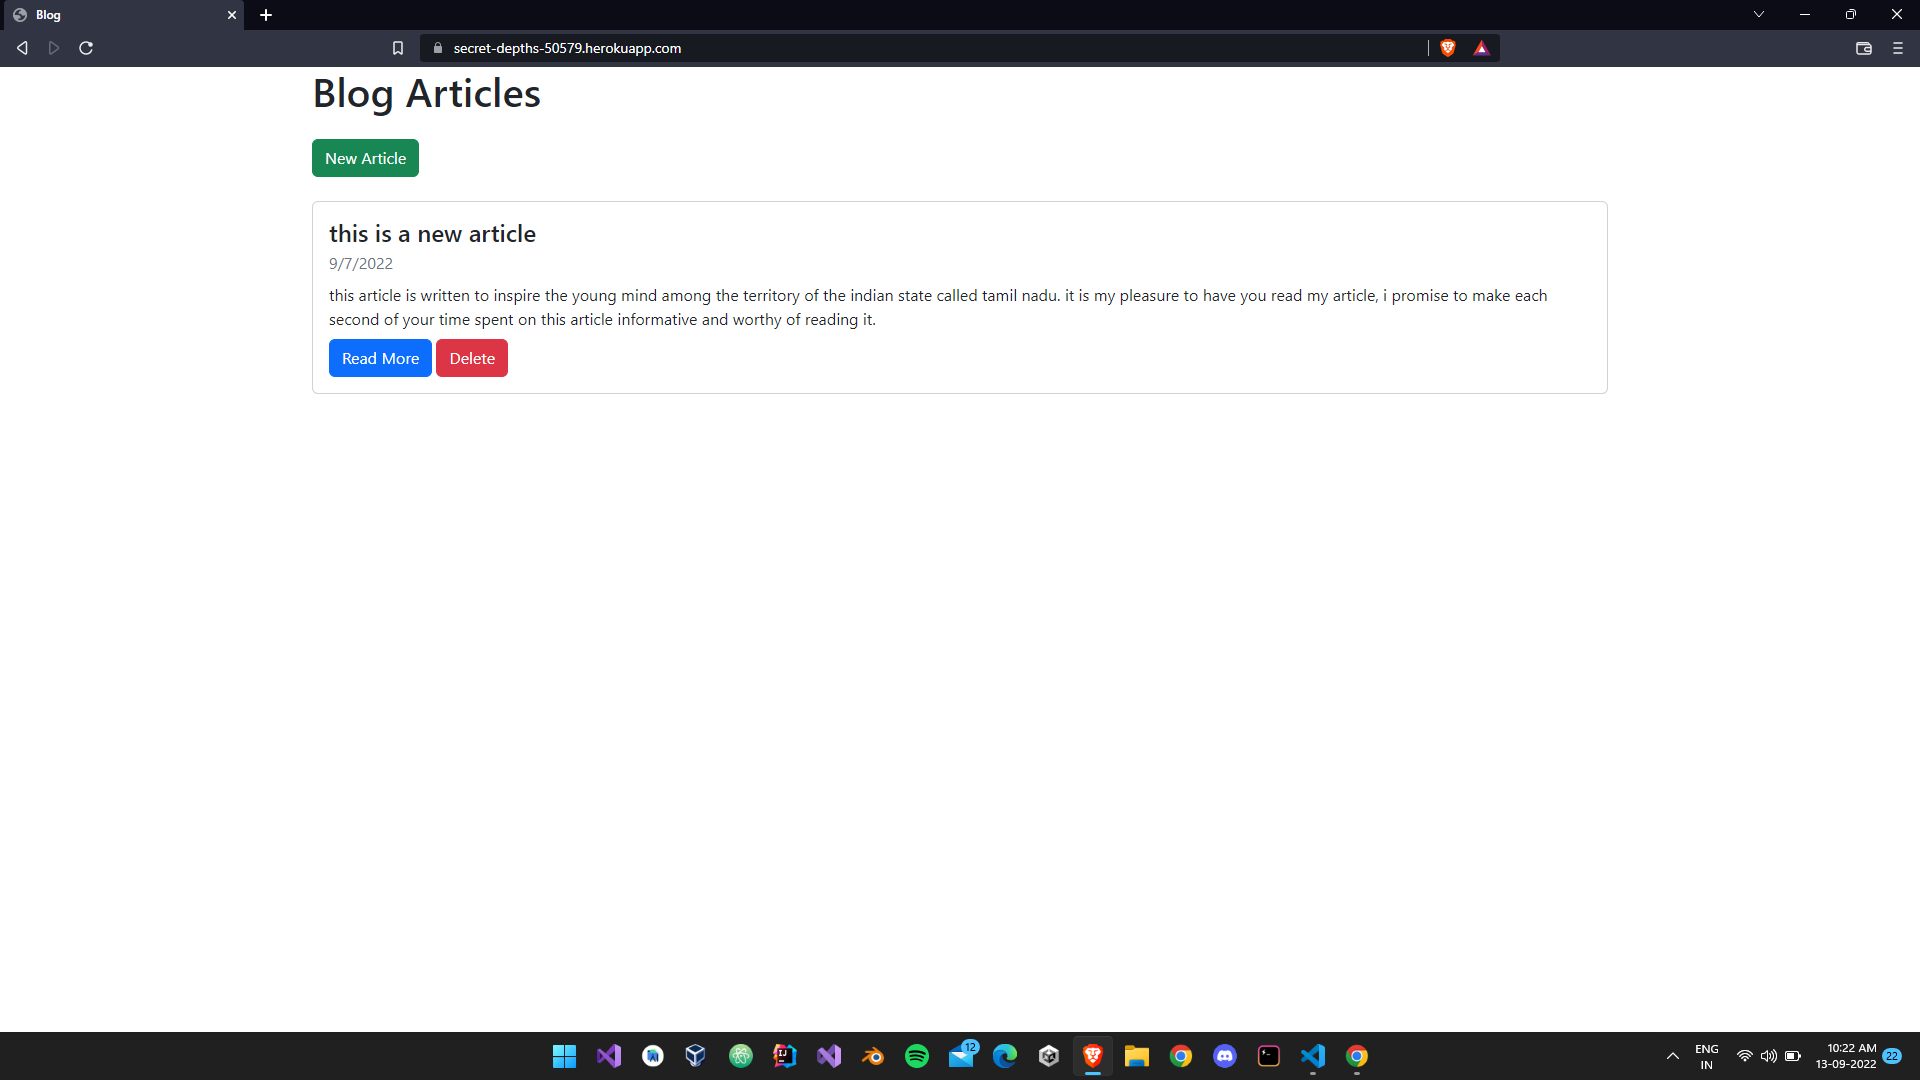 Blog
secret-depths-50579.herokuapp.com
Blog Articles
New Article
this is a new article
9/7/2022
this article is written to inspire the young mind among the territory of the indian state called tamil nadu. it is my pleasure to have you read my article, i promise to make each
second of your time spent on this article informative and worthy of reading it.
Read More Delete
12
ENG
IN
10:22 AM
13-09-2022
22